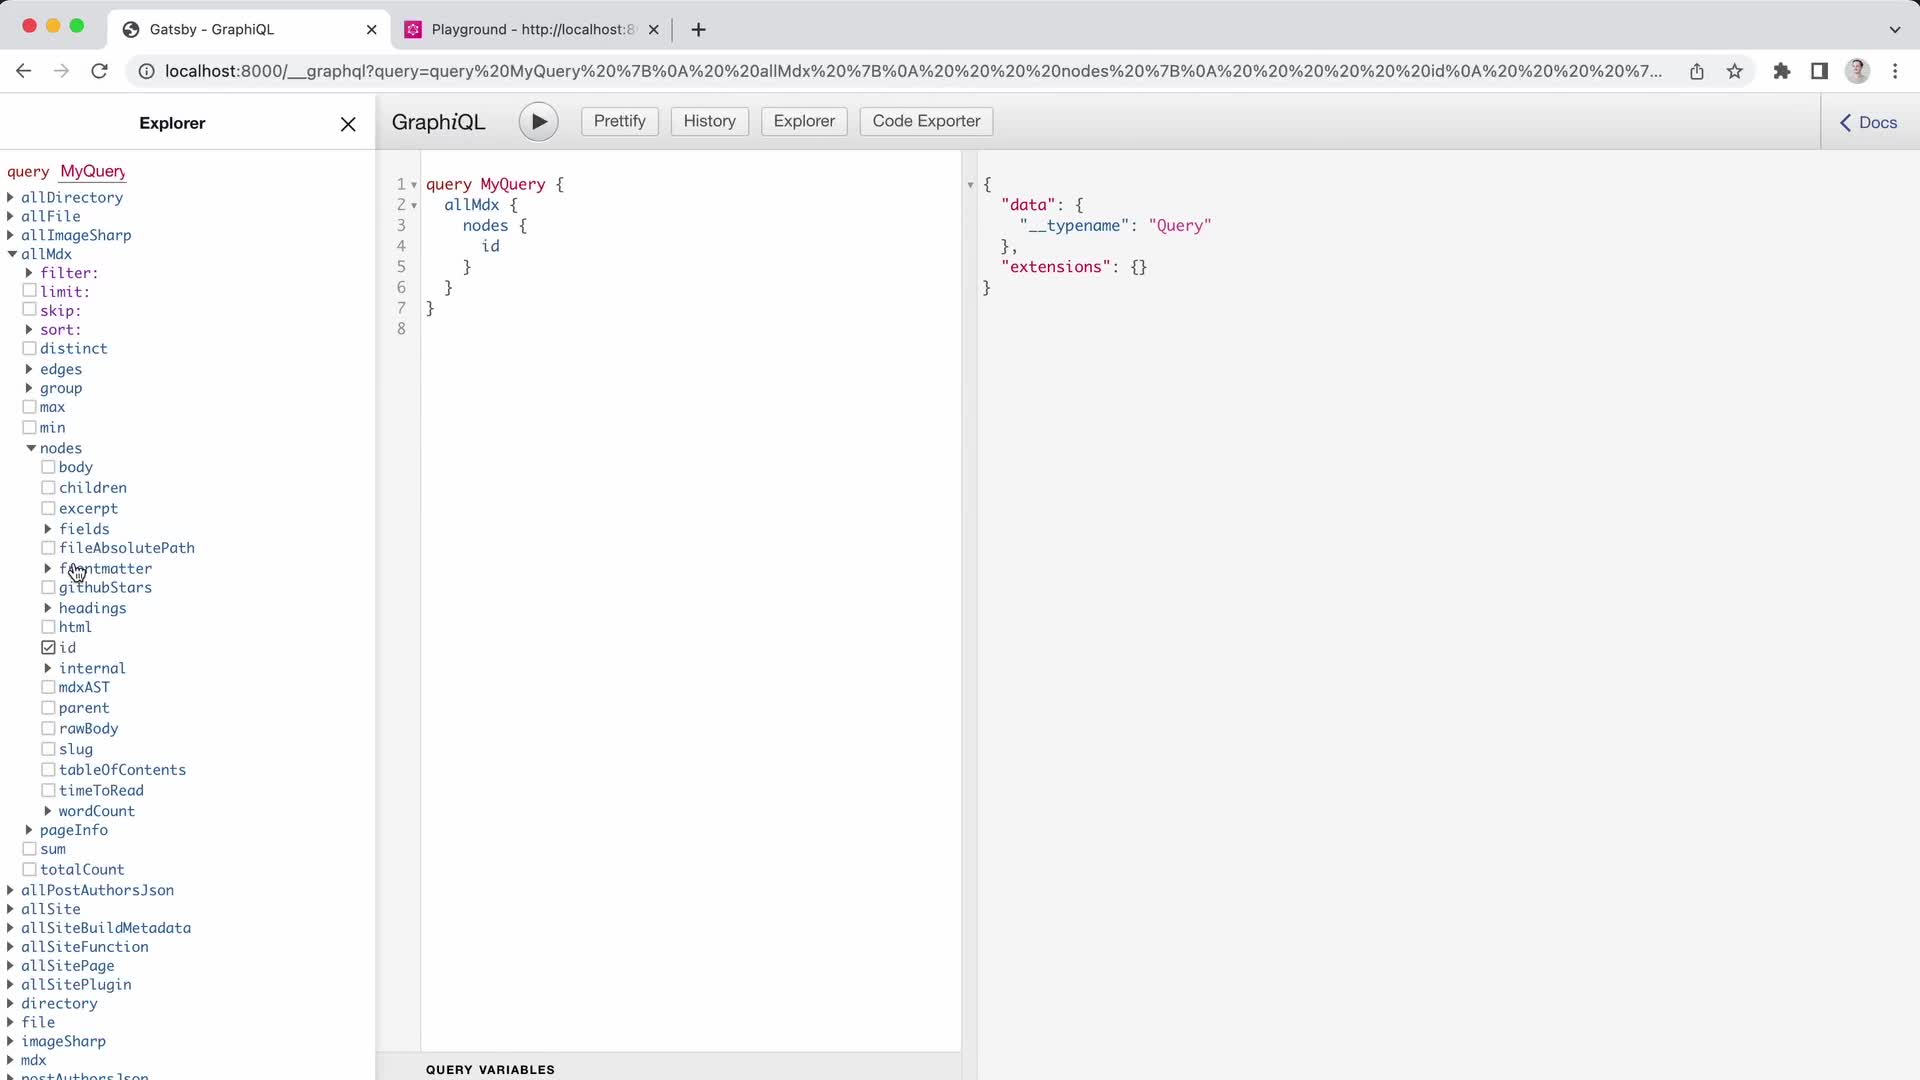 Gatsby - GraphiQL
Playground - http://localhost:8
localhost:8000/__graphql?query=query%20MyQuery%20%7B%0A%20%20allMdx%20%7B%0A%20%20%20%20nodes%20%7B%0A%20%20%20%20%20%20id%0A%20%20%20%20%7...
Explorer
GraphiQL
Prettify
History
Explorer
Code Exporter
Docs
query MyQuery
allDirectory
allFile
allImageSharp
allMdx
filter:
limit:
skip:
sort:
distinct
edges
group
max
min
nodes
body
children
excerpt
fields
fileAbsolutePath
frontmatter
githubStars
headings
html
id
internal
mdxAST
parent
rawBody
slug
tableOfContents
timeToRead
wordCount
pageInfo
sum
totalCount
allPostAuthorsJson
allSite
allSiteBuildMetadata
allSiteFunction
allSitePage
allSitePlugin
directory
file
imageSharp
mdx
postAuthorsJson
1 query MyQuery {
2 allMdx {
3 nodes {
4 id
5 }
6 }
7 }
8
QUERY VARIABLES
{
"data": {
"__typename": "Query"
},
"extensions": {}
}